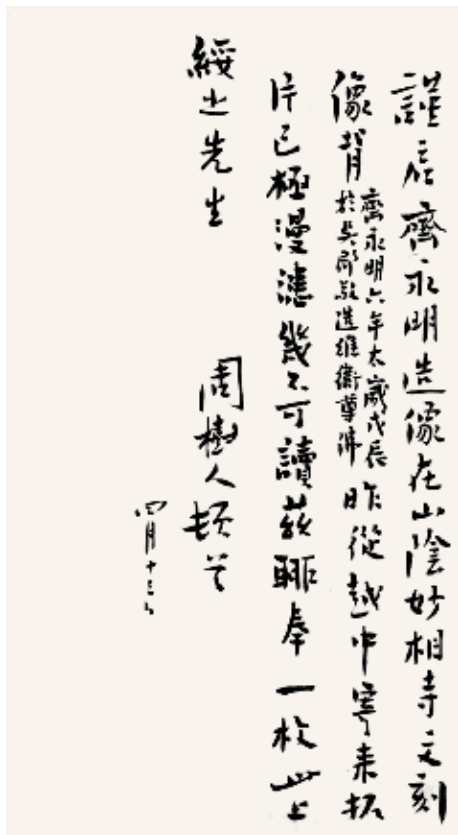 謹启齊永明造像在山陰妙相寺文刻
像背齊永明六年太歲戊辰於吳郡敬造維衛尊佛昨從越中寄來拓
片已極漫漶幾不可讀茲聊奉一枚此上
綏之先生
周樹人頓首
四月十三日